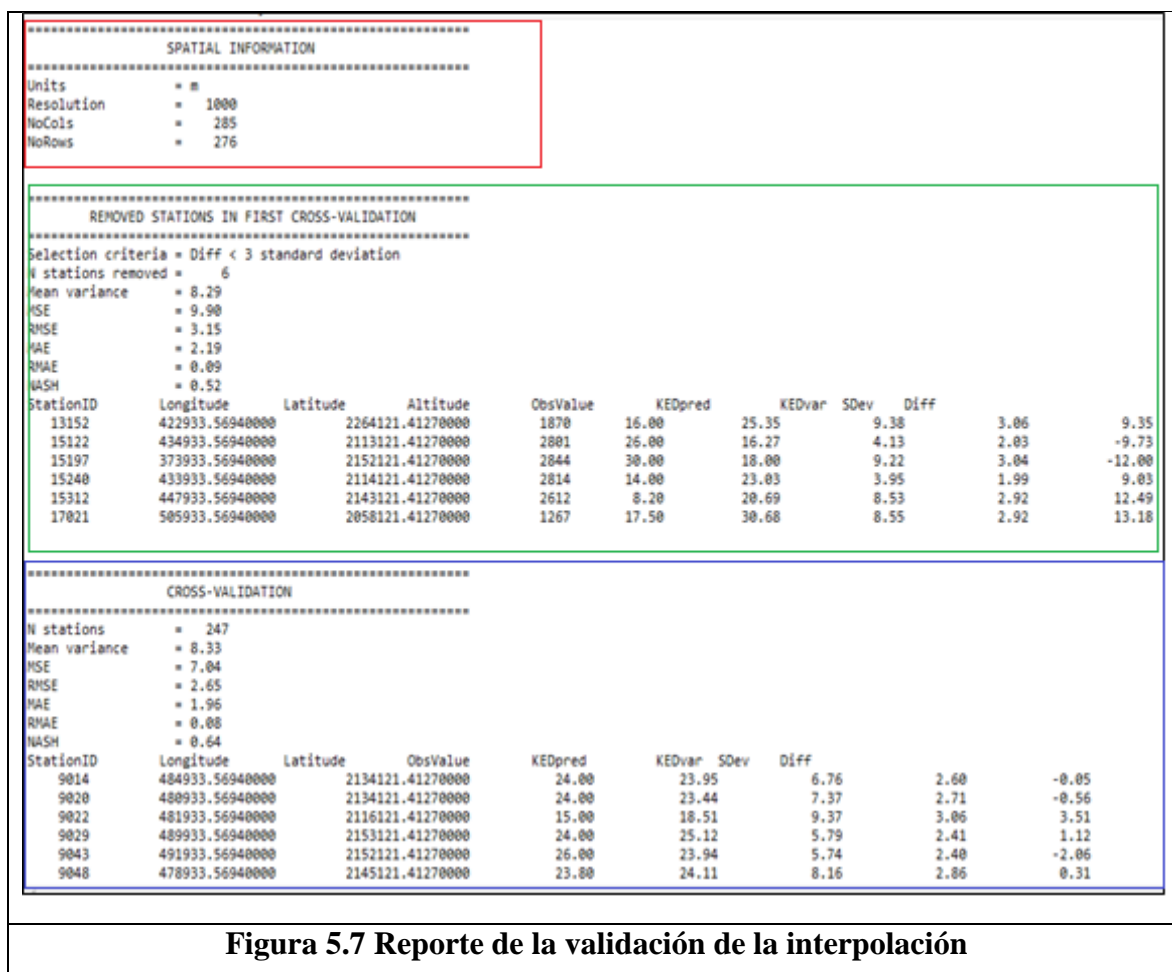 ============================================================
SPATIAL INFORMATION
============================================================
Units = m
Resolution = 1000
NoCols = 285
NoRows = 276
============================================================
REMOVED STATIONS IN FIRST CROSS-VALIDATION
============================================================
Selection criteria = Diff < 3 standard deviation
N stations removed = 6
Mean variance = 8.29
MSE = 9.90
RMSE = 3.15
MAE = 2.19
RMAE = 0.09
NASH = 0.52
StationID Longitude Latitude Altitude ObsValue KEDpred KEDvar SDev Diff
13152 422933.56940000 2264121.41270000 1870 16.00 25.35 9.38 3.06 9.35
15122 434933.56940000 2113121.41270000 2801 26.00 16.27 4.13 2.03 -9.73
15197 373933.56940000 2152121.41270000 2844 30.00 18.00 9.22 3.04 -12.00
15240 433933.56940000 2114121.41270000 2814 14.00 23.03 3.95 1.99 9.03
15312 447933.56940000 2143121.41270000 2612 8.20 20.69 8.53 2.92 12.49
17021 505933.56940000 2058121.41270000 1267 17.50 30.68 8.55 2.92 13.18
============================================================
CROSS-VALIDATION
============================================================
N stations = 247
Mean variance = 8.33
MSE = 7.04
RMSE = 2.65
MAE = 1.96
RMAE = 0.08
NASH = 0.64
StationID Longitude Latitude ObsValue KEDpred KEDvar SDev Diff
9014 484933.56940000 2134121.41270000 24.00 23.95 6.76 2.60 -0.05
9020 480933.56940000 2134121.41270000 24.00 23.44 7.37 2.71 -0.56
9022 481933.56940000 2116121.41270000 15.00 18.51 9.37 3.06 3.51
9029 489933.56940000 2153121.41270000 24.00 25.12 5.79 2.41 1.12
9043 491933.56940000 2152121.41270000 26.00 23.94 5.74 2.40 -2.06
9048 478933.56940000 2145121.41270000 23.80 24.11 8.16 2.86 0.31
Figura 5.7 Reporte de la validación de la interpolación